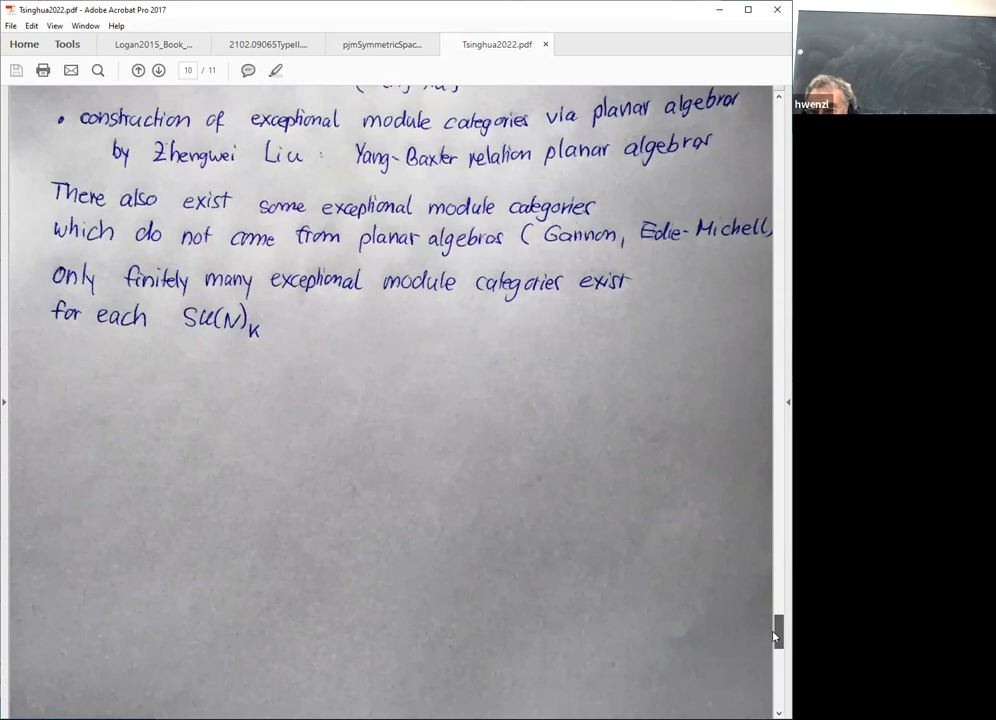 Tsinghua2022.pdf - Adobe Acrobat Pro 2017
File Edit View Window Help
Home Tools Logan2015_Book_... 2102.09065TypeII.... pjmSymmetricSpac... Tsinghua2022.pdf ×
10 / 11
hwenzl
• construction of exceptional module categories via planar algebras
by Zhengwei Liu : Yang-Baxter relation planar algebras
There also exist some exceptional module categories
which do not come from planar algebras ( Gannon, Edie-Michell,
only finitely many exceptional module categories exist
for each SU(N)_K